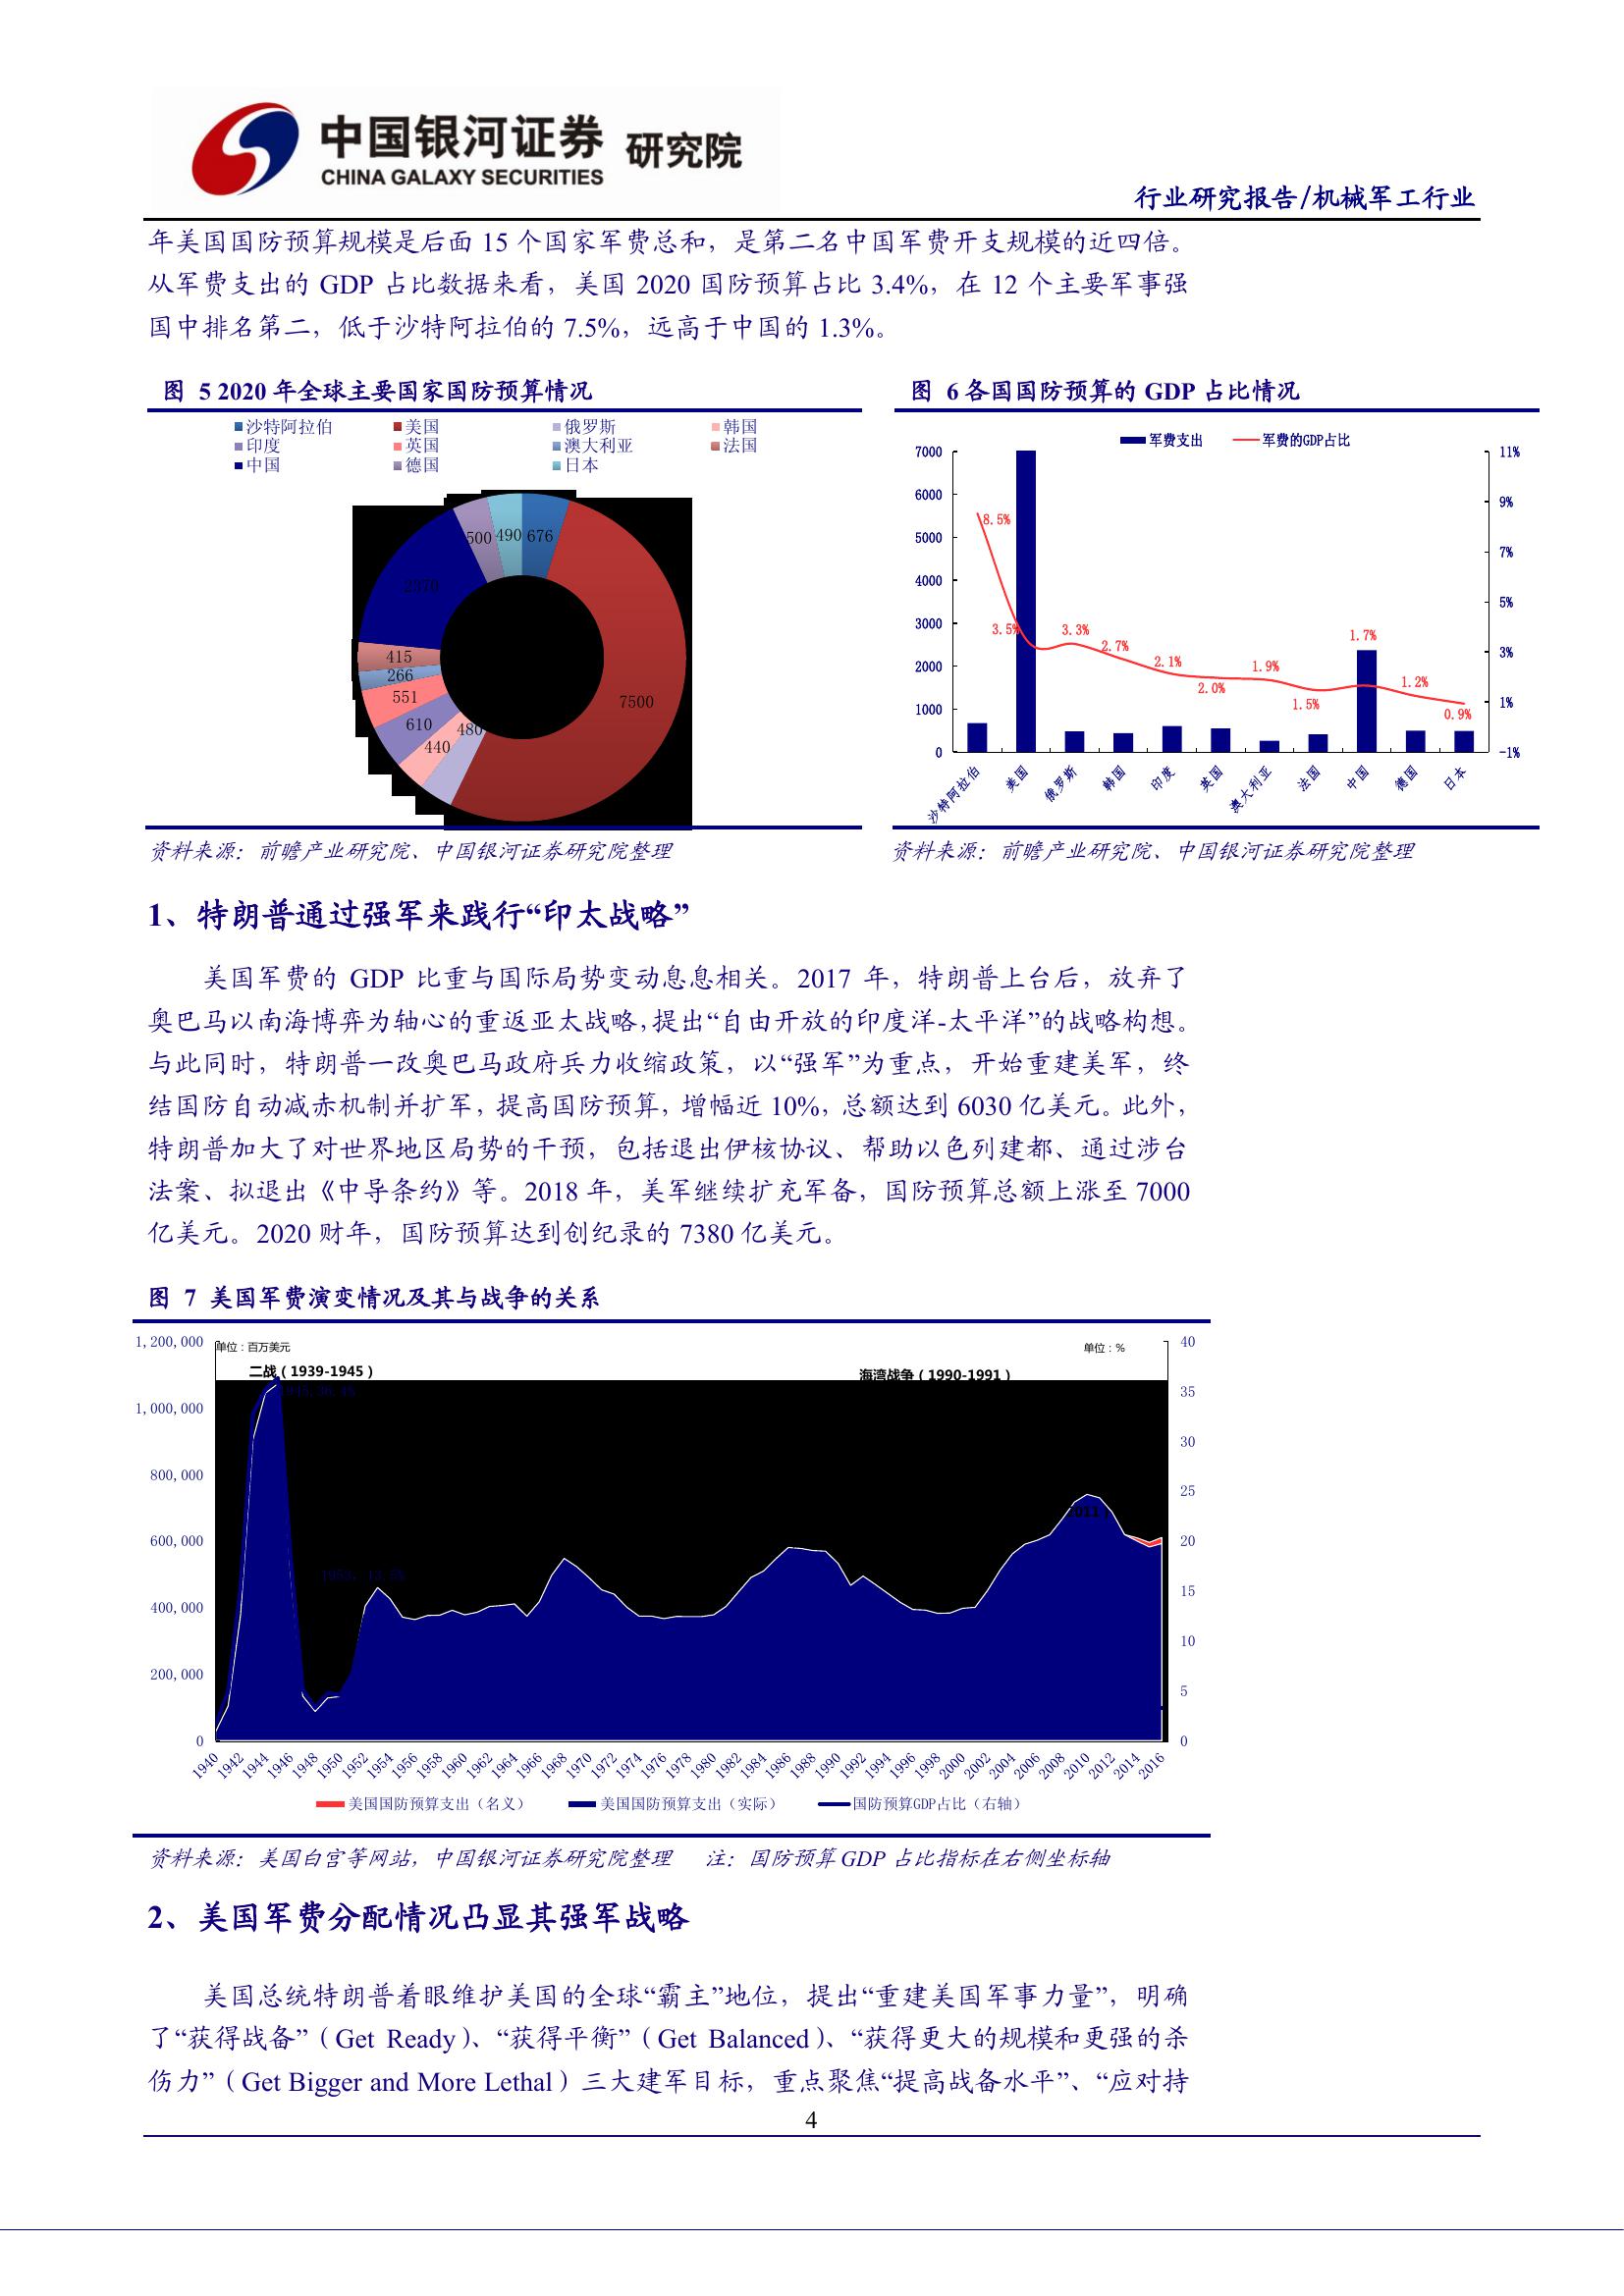 中国银河证券 研究院
CHINA GALAXY SECURITIES
行业研究报告/机械军工行业
年美国国防预算规模是后面 15 个国家军费总和，是第二名中国军费开支规模的近四倍。
从军费支出的 GDP 占比数据来看，美国 2020 国防预算占比 3.4%，在 12 个主要军事强
国中排名第二，低于沙特阿拉伯的 7.5%，远高于中国的 1.3%。
图 5 2020 年全球主要国家国防预算情况
沙特阿拉伯 美国 俄罗斯 韩国
印度 英国 澳大利亚 法国
中国 德国 日本
500 490 676
2370
415
266
551
610
440
480
7500
资料来源：前瞻产业研究院、中国银河证券研究院整理
图 6 各国国防预算的 GDP 占比情况
军费支出 军费的GDP占比
7000 11%
6000 9%
5000 7%
4000 5%
3000 3%
2000 1%
1000 -1%
0
8.5%
3.5%
3.3%
2.7%
2.1%
2.0%
1.9%
1.5%
1.7%
1.2%
0.9%
沙特阿拉伯 美国 俄罗斯 韩国 印度 英国 澳大利亚 法国 中国 德国 日本
资料来源：前瞻产业研究院、中国银河证券研究院整理
1、特朗普通过强军来践行“印太战略”
美国军费的 GDP 比重与国际局势变动息息相关。2017 年，特朗普上台后，放弃了
奥巴马以南海博弈为轴心的重返亚太战略，提出“自由开放的印度洋-太平洋”的战略构想。
与此同时，特朗普一改奥巴马政府兵力收缩政策，以“强军”为重点，开始重建美军，终
结国防自动减赤机制并扩军，提高国防预算，增幅近 10%，总额达到 6030 亿美元。此外，
特朗普加大了对世界地区局势的干预，包括退出伊核协议、帮助以色列建都、通过涉台
法案、拟退出《中导条约》等。2018 年，美军继续扩充军备，国防预算总额上涨至 7000
亿美元。2020 财年，国防预算达到创纪录的 7380 亿美元。
图 7 美国军费演变情况及其与战争的关系
单位：百万美元 单位：%
二战（1939-1945） 海湾战争（1990-1991）
1,200,000 40
1,000,000 35
800,000 30
600,000 25
400,000 20
200,000 15
0 10
5
0
1940 1942 1944 1946 1948 1950 1952 1954 1956 1958 1960 1962 1964 1966 1968 1970 1972 1974 1976 1978 1980 1982 1984 1986 1988 1990 1992 1994 1996 1998 2000 2002 2004 2006 2008 2010 2012 2014 2016
美国国防预算支出（名义） 美国国防预算支出（实际） 国防预算GDP占比（右轴）
资料来源：美国白宫等网站，中国银河证券研究院整理 注：国防预算 GDP 占比指标在右侧坐标轴
2、美国军费分配情况凸显其强军战略
美国总统特朗普着眼维护美国的全球“霸主”地位，提出“重建美国军事力量”，明确
了“获得战备”（Get Ready）、“获得平衡”（Get Balanced）、“获得更大的规模和更强的杀
伤力”（Get Bigger and More Lethal）三大建军目标，重点聚焦“提高战备水平”、“应对持
4